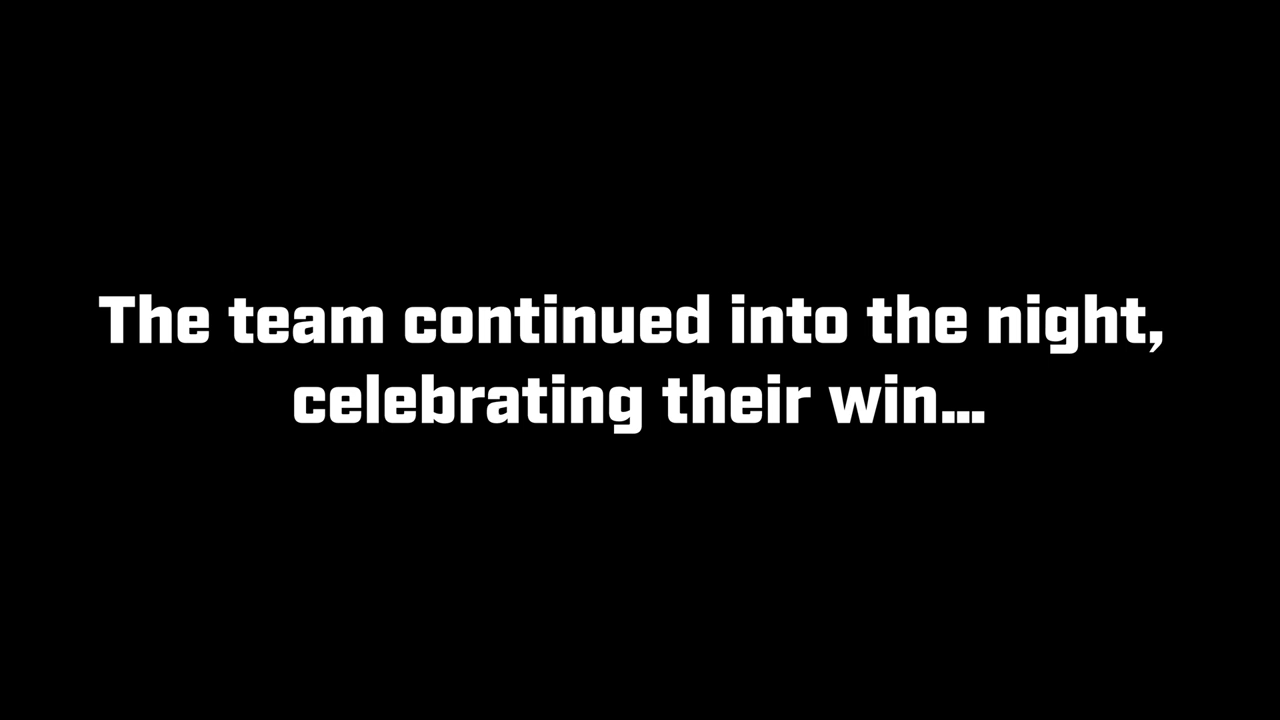 The team continued into the night,
celebrating their win...